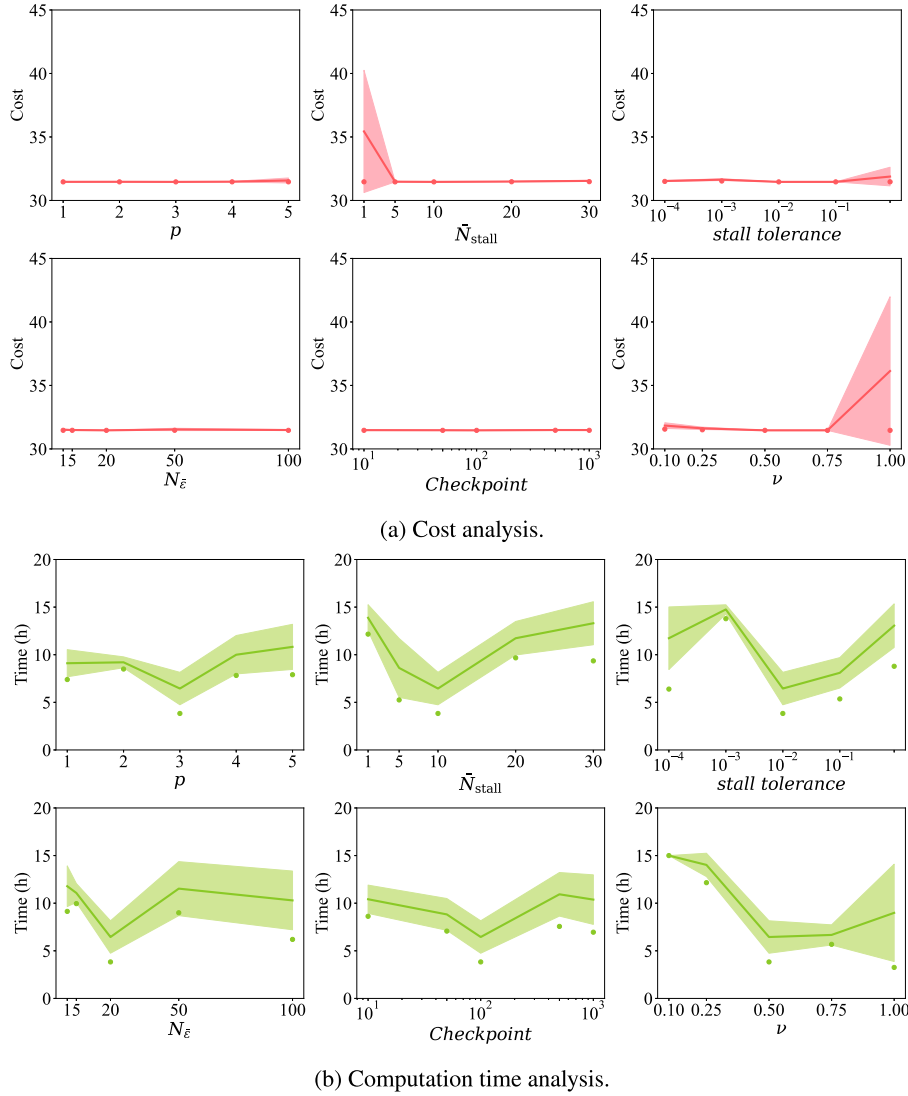 45
40
35
30
Cost
1 2 3 4 5
p
45
40
35
30
Cost
1 5 10 20 30
N̄stall
45
40
35
30
Cost
10⁻⁴ 10⁻³ 10⁻² 10⁻¹
stall tolerance
45
40
35
30
Cost
1 5 20 50 100
Nε̄
45
40
35
30
Cost
10¹ 10² 10³
Checkpoint
45
40
35
30
Cost
0.10 0.25 0.50 0.75 1.00
ν
(a) Cost analysis.
20
15
10
5
0
Time (h)
1 2 3 4 5
p
20
15
10
5
0
Time (h)
1 5 10 20 30
N̄stall
20
15
10
5
0
Time (h)
10⁻⁴ 10⁻³ 10⁻² 10⁻¹
stall tolerance
20
15
10
5
0
Time (h)
1 5 20 50 100
Nε̄
20
15
10
5
0
Time (h)
10¹ 10² 10³
Checkpoint
20
15
10
5
0
Time (h)
0.10 0.25 0.50 0.75 1.00
ν
(b) Computation time analysis.